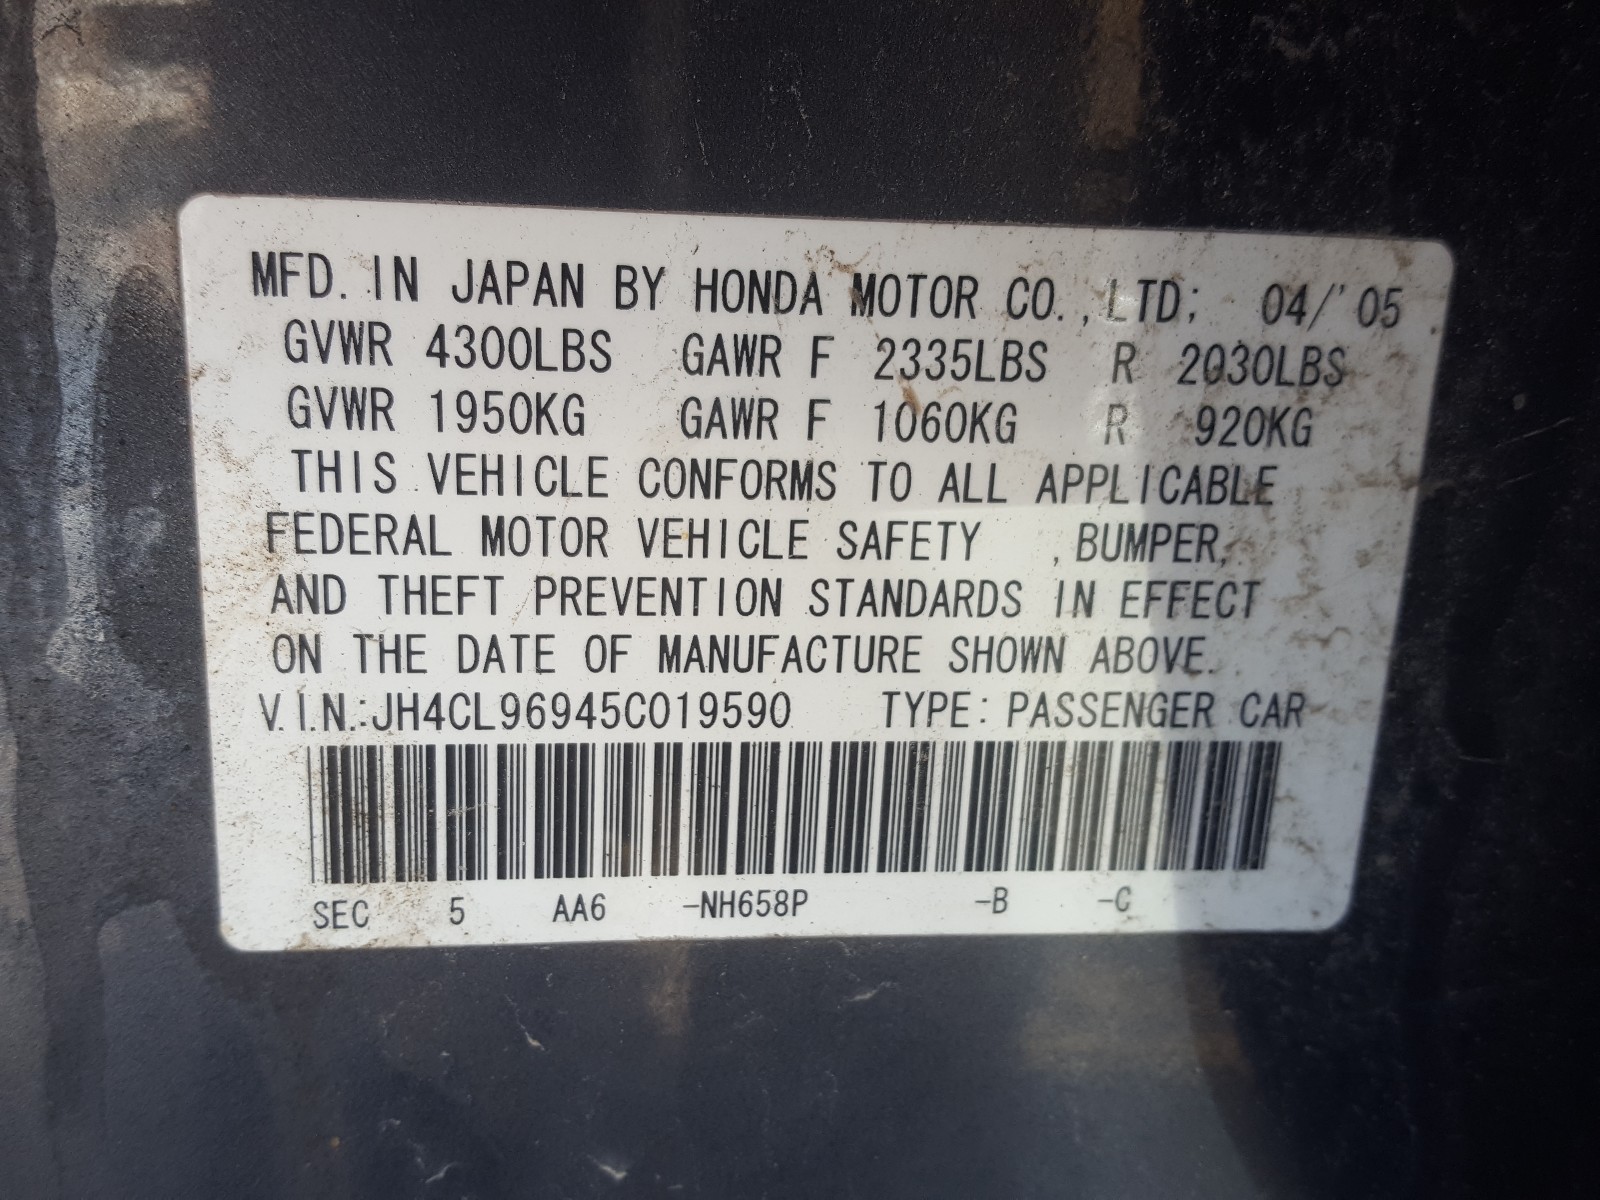 MFD. IN JAPAN BY HONDA MOTOR CO., LTD; 04/'05
GVWR 4300LBS GAWR F 2335LBS R 2030LBS
GVWR 1950KG GAWR F 1060KG R 920KG
THIS VEHICLE CONFORMS TO ALL APPLICABLE
FEDERAL MOTOR VEHICLE SAFETY , BUMPER,
AND THEFT PREVENTION STANDARDS IN EFFECT
ON THE DATE OF MANUFACTURE SHOWN ABOVE.
V.I.N.:JH4CL96945C019590 TYPE: PASSENGER CAR
SEC 5 AA6 -NH658P -B -C